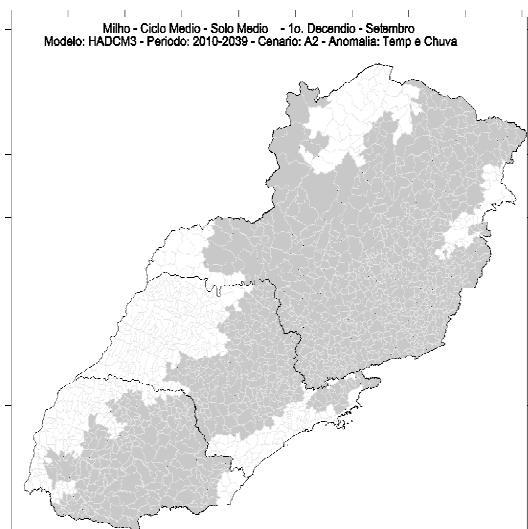 Milho - Ciclo Medio - Solo Medio - 1o. Decendio - Setembro
Modelo: HADCM3 - Periodo: 2010-2039 - Cenario: A2 - Anomalia: Temp e Chuva